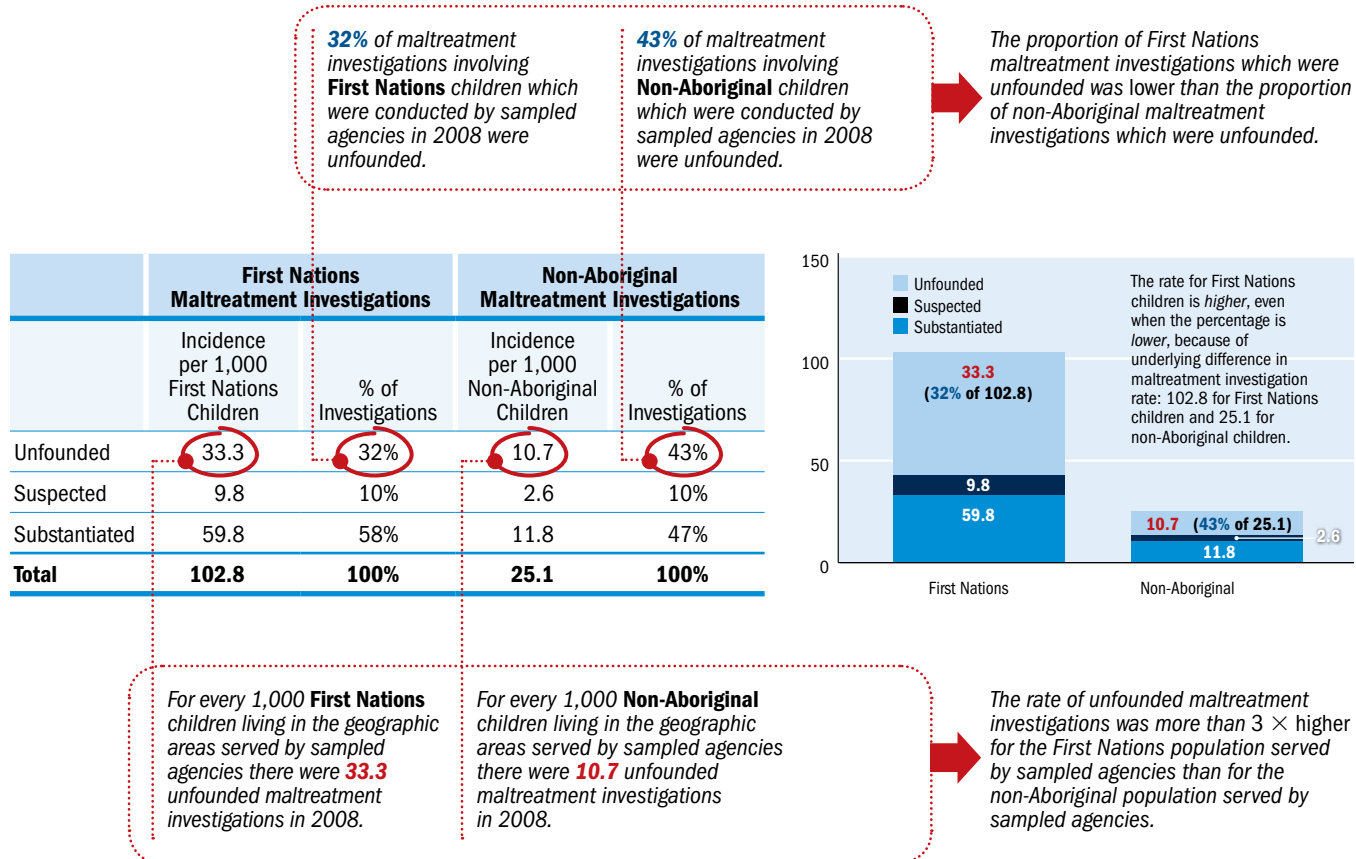 32% of maltreatment
investigations involving
First Nations children which
were conducted by sampled
agencies in 2008 were
unfounded.
43% of maltreatment
investigations involving
Non-Aboriginal children
which were conducted by
sampled agencies in 2008
were unfounded.
The proportion of First Nations
maltreatment investigations which were
unfounded was lower than the proportion
of non-Aboriginal maltreatment
investigations which were unfounded.
First Nations
Maltreatment Investigations
Non-Aboriginal
Maltreatment Investigations
Incidence
per 1,000
First Nations
Children
% of
Investigations
Incidence
per 1,000
Non-Aboriginal
Children
% of
Investigations
Unfounded 33.3 32% 10.7 43%
Suspected 9.8 10% 2.6 10%
Substantiated 59.8 58% 11.8 47%
Total 102.8 100% 25.1 100%
150
100
50
0
Unfounded
Suspected
Substantiated
The rate for First Nations
children is higher, even
when the percentage is
lower, because of
underlying difference in
maltreatment investigation
rate: 102.8 for First Nations
children and 25.1 for
non-Aboriginal children.
33.3
(32% of 102.8)
9.8
59.8
10.7 (43% of 25.1)
2.6
11.8
First Nations
Non-Aboriginal
For every 1,000 First Nations
children living in the geographic
areas served by sampled
agencies there were 33.3
unfounded maltreatment
investigations in 2008.
For every 1,000 Non-Aboriginal
children living in the geographic
areas served by sampled agencies
there were 10.7 unfounded
maltreatment investigations
in 2008.
The rate of unfounded maltreatment
investigations was more than 3 × higher
for the First Nations population served
by sampled agencies than for the
non-Aboriginal population served by
sampled agencies.